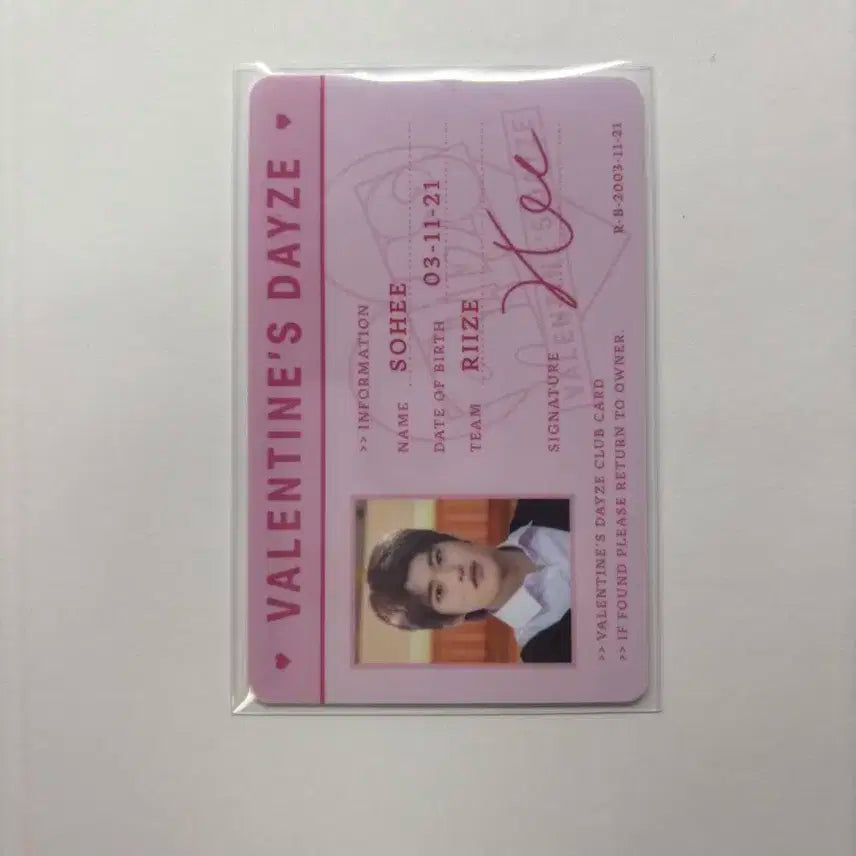 VALENTINE'S DAYZE
>> INFORMATION
NAME SOHEE
DATE OF BIRTH 03-11-21
TEAM RIIZE
SIGNATURE
>> VALENTINE'S DAYZE CLUB CARD
>> IF FOUND PLEASE RETURN TO OWNER.
R-B-2003-11-21